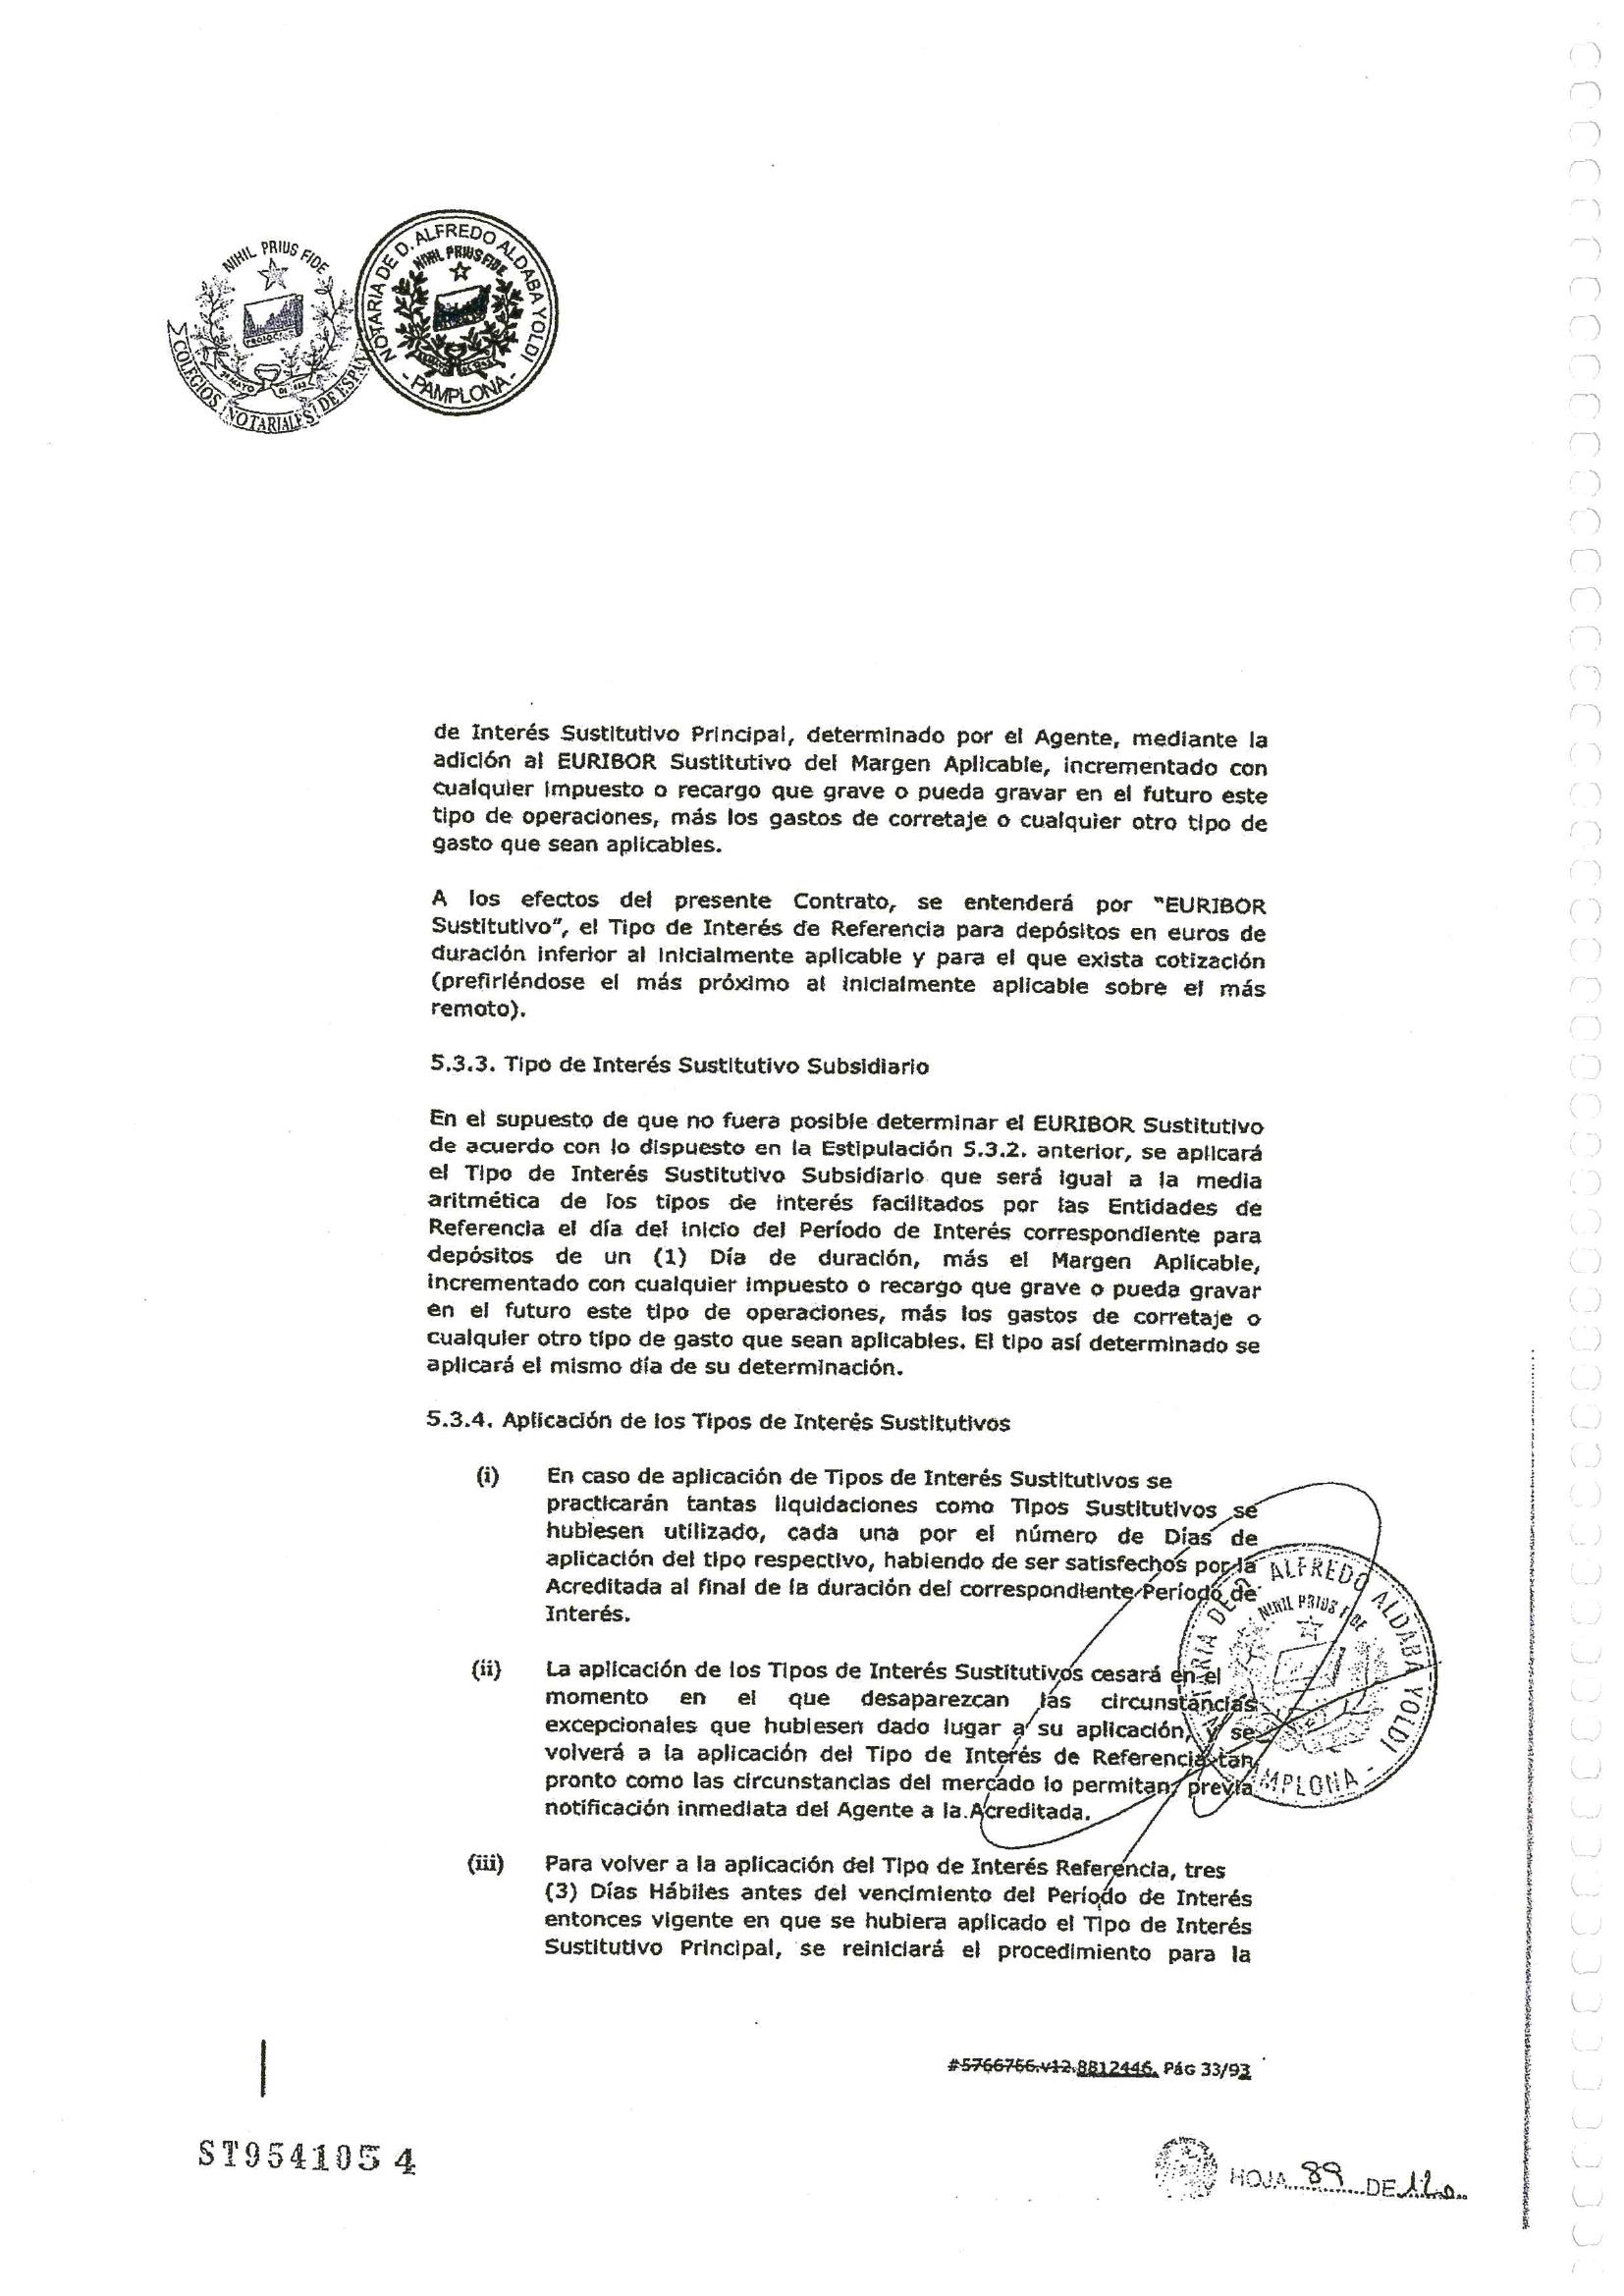 NIHIL PRIUS FIDE
COLEGIOS NOTARIALES DE ESPAÑ
NOTARIA DE D. ALFREDO ALDABA YOLDI
NIHIL PRIUS FIDE
- PAMPLONA -
de Interés Sustitutivo Principal, determinado por el Agente, mediante la
adición al EURIBOR Sustitutivo del Margen Aplicable, incrementado con
cualquier impuesto o recargo que grave o pueda gravar en el futuro este
tipo de operaciones, más los gastos de corretaje o cualquier otro tipo de
gasto que sean aplicables.
A los efectos del presente Contrato, se entenderá por "EURIBOR
Sustitutivo", el Tipo de Interés de Referencia para depósitos en euros de
duración inferior al inicialmente aplicable y para el que exista cotización
(prefiriéndose el más próximo al inicialmente aplicable sobre el más
remoto).
5.3.3. Tipo de Interés Sustitutivo Subsidiario
En el supuesto de que no fuera posible determinar el EURIBOR Sustitutivo
de acuerdo con lo dispuesto en la Estipulación 5.3.2. anterior, se aplicará
el Tipo de Interés Sustitutivo Subsidiario que será igual a la media
aritmética de los tipos de interés facilitados por las Entidades de
Referencia el día del inicio del Período de Interés correspondiente para
depósitos de un (1) Día de duración, más el Margen Aplicable,
incrementado con cualquier impuesto o recargo que grave o pueda gravar
en el futuro este tipo de operaciones, más los gastos de corretaje o
cualquier otro tipo de gasto que sean aplicables. El tipo así determinado se
aplicará el mismo día de su determinación.
5.3.4. Aplicación de los Tipos de Interés Sustitutivos
(i) En caso de aplicación de Tipos de Interés Sustitutivos se
practicarán tantas liquidaciones como Tipos Sustitutivos se
hubiesen utilizado, cada una por el número de Días de
aplicación del tipo respectivo, habiendo de ser satisfechos por la
Acreditada al final de la duración del correspondiente Período de
Interés.
(ii) La aplicación de los Tipos de Interés Sustitutivos cesará en el
momento en el que desaparezcan las circunstancias
excepcionales que hubiesen dado lugar a su aplicación, y se
volverá a la aplicación del Tipo de Interés de Referencia tan
pronto como las circunstancias del mercado lo permitan, previa
notificación inmediata del Agente a la Acreditada.
ALFREDO ALDABA YOLDI
NIHIL PRIUS FIDE
MPLONA -
(iii) Para volver a la aplicación del Tipo de Interés Referencia, tres
(3) Días Hábiles antes del vencimiento del Período de Interés
entonces vigente en que se hubiera aplicado el Tipo de Interés
Sustitutivo Principal, se reiniciará el procedimiento para la
#5766766.v12.8812446. PÁG 33/93
ST9541054
HOJA 89 DE 120